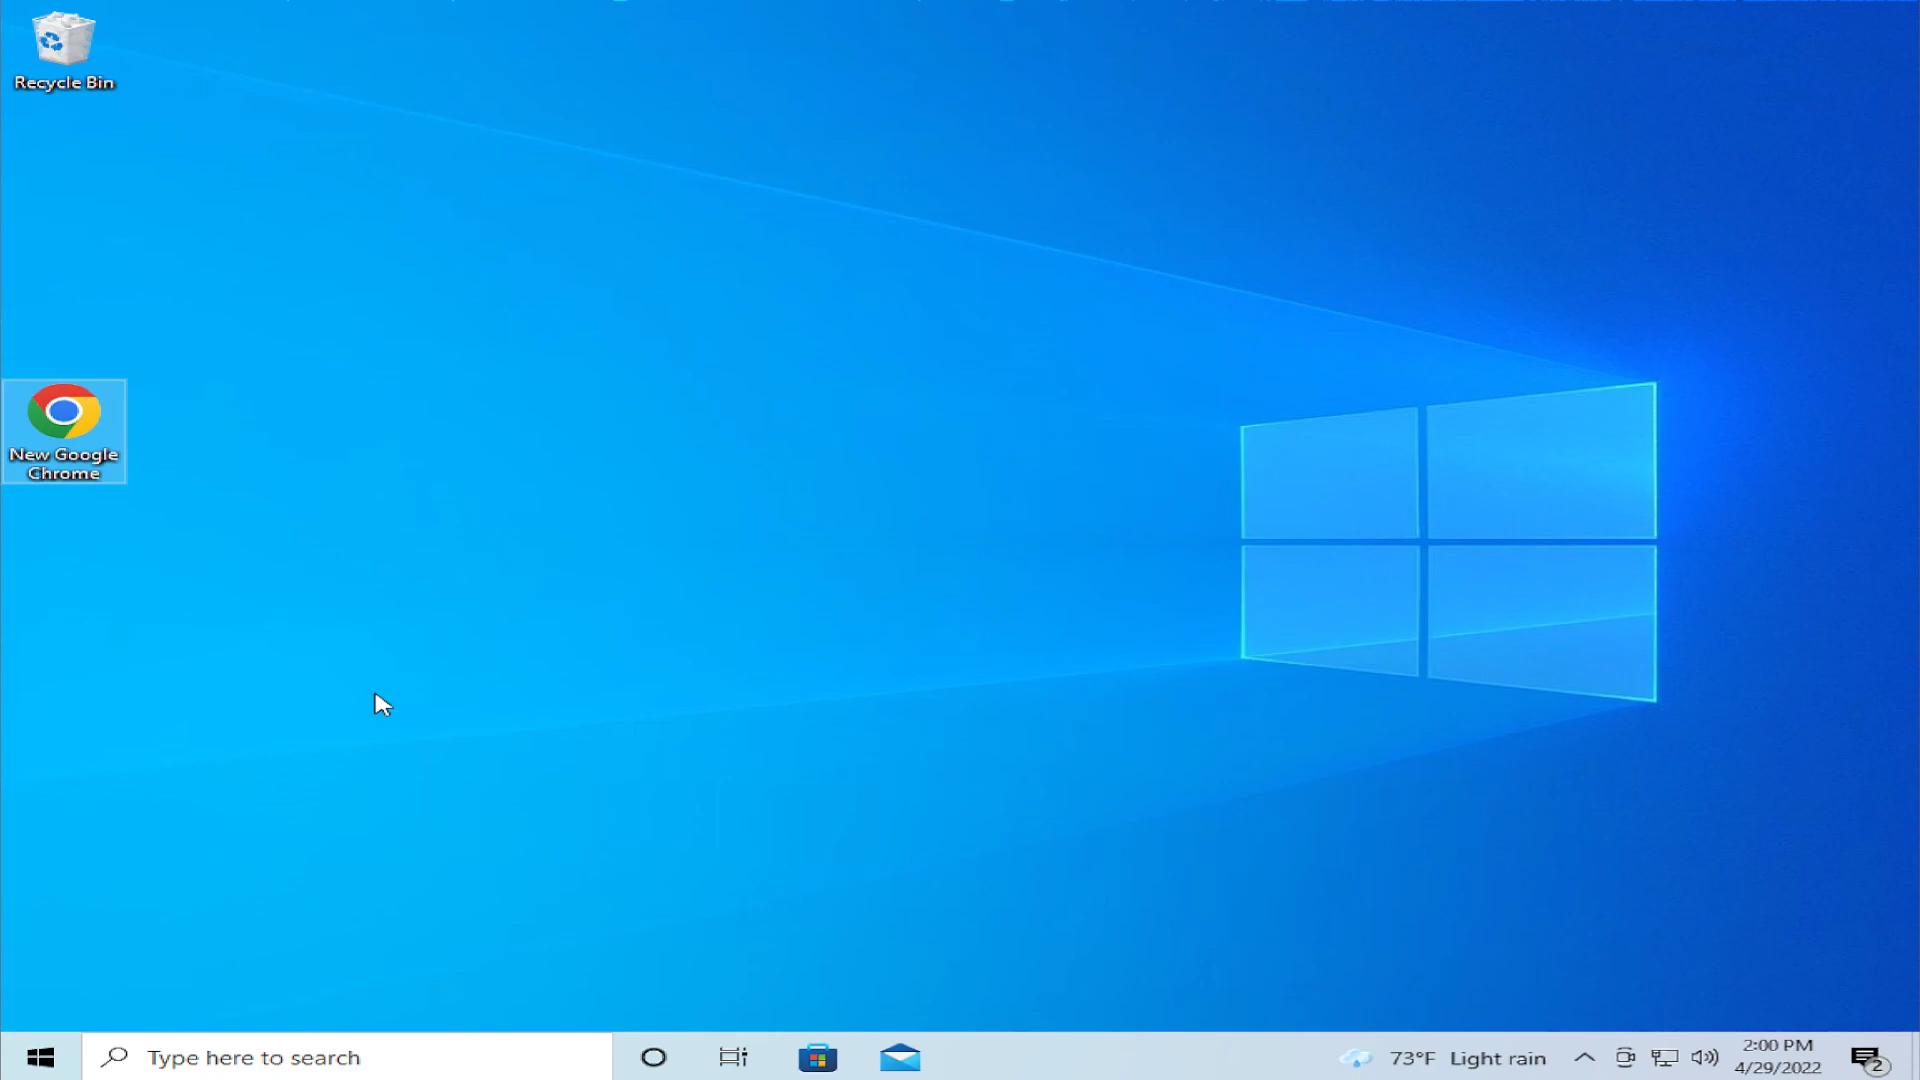 Recycle Bin
New Google
Chrome
Type here to search
73°F Light rain
2:00 PM
4/29/2022
2